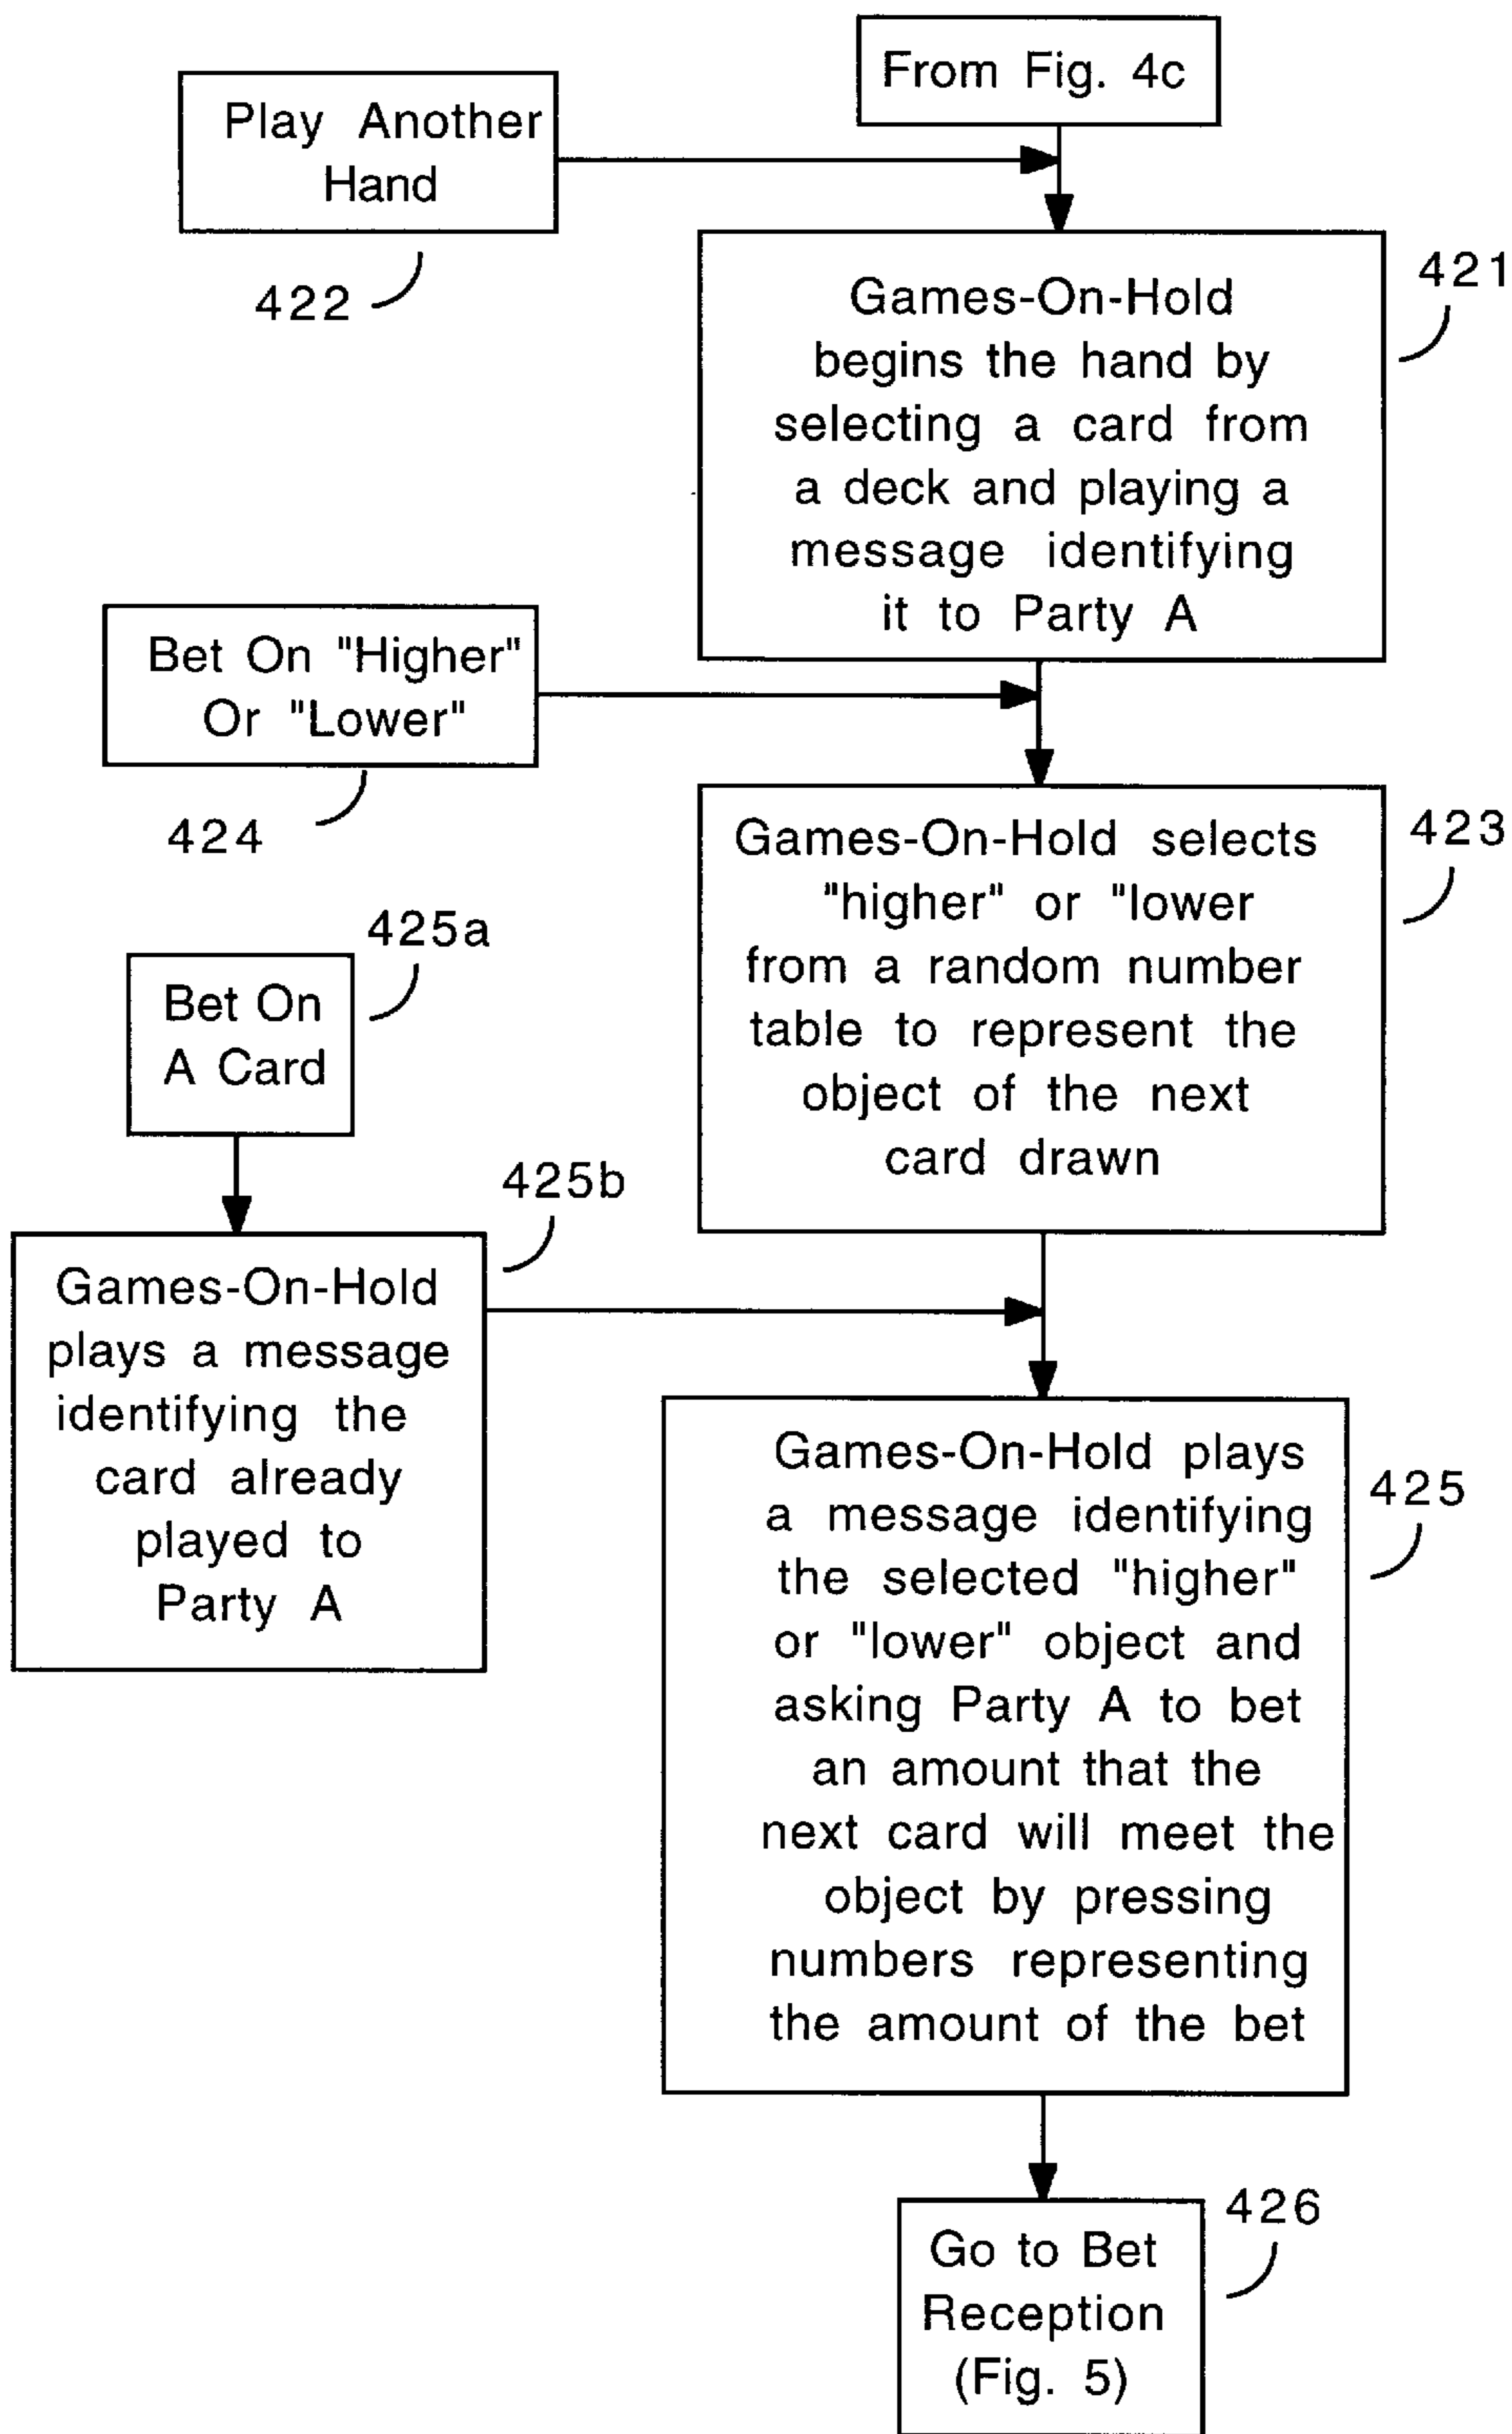 From Fig. 4c
Play Another
Hand
422
421
Games-On-Hold
begins the hand by
selecting a card from
a deck and playing a
message identifying
it to Party A
Bet On "Higher"
Or "Lower"
424
423
Games-On-Hold selects
"higher" or "lower
from a random number
table to represent the
object of the next
card drawn
425a
Bet On
A Card
425b
Games-On-Hold
plays a message
identifying the
card already
played to
Party A
425
Games-On-Hold plays
a message identifying
the selected "higher"
or "lower" object and
asking Party A to bet
an amount that the
next card will meet the
object by pressing
numbers representing
the amount of the bet
426
Go to Bet
Reception
(Fig. 5)